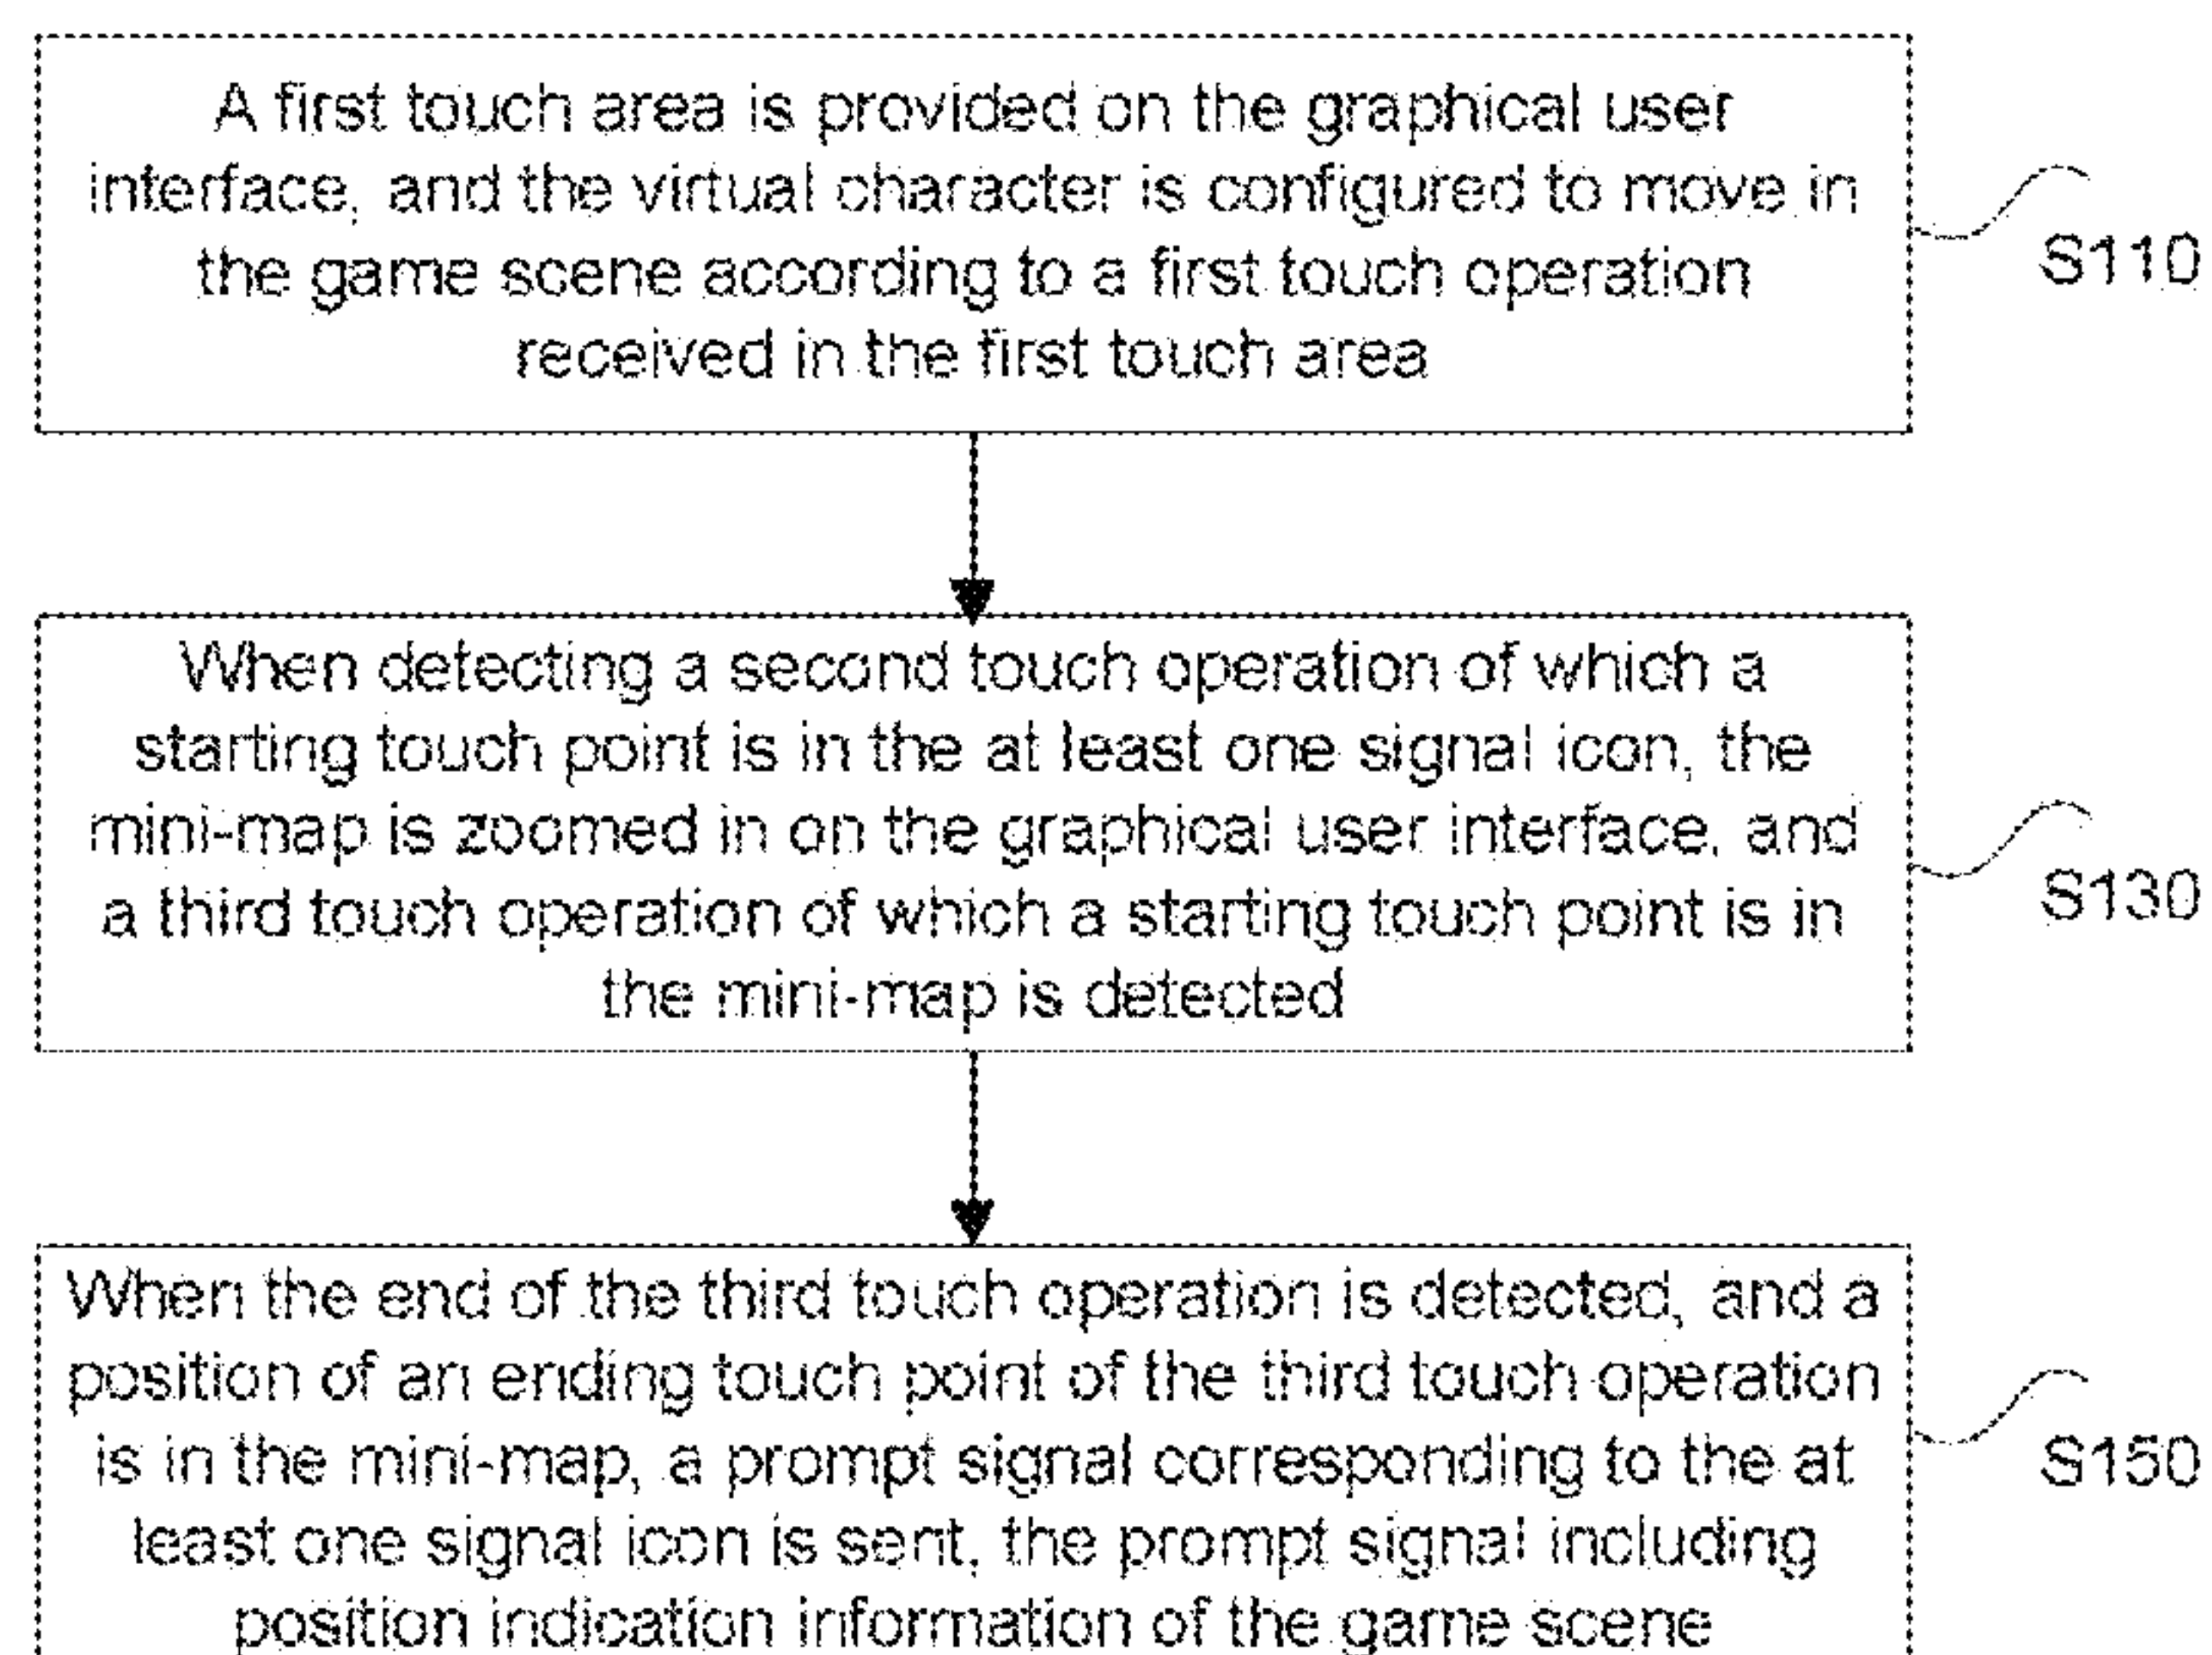 A first touch area is provided on the graphical user
interface, and the virtual character is configured to move in
the game scene according to a first touch operation
received in the first touch area
S110
When detecting a second touch operation of which a
starting touch point is in the at least one signal icon, the
mini-map is zoomed in on the graphical user interface, and
a third touch operation of which a starting touch point is in
the mini-map is detected
S130
When the end of the third touch operation is detected, and a
position of an ending touch point of the third touch operation
is in the mini-map, a prompt signal corresponding to the at
least one signal icon is sent, the prompt signal including
position indication information of the game scene
S150